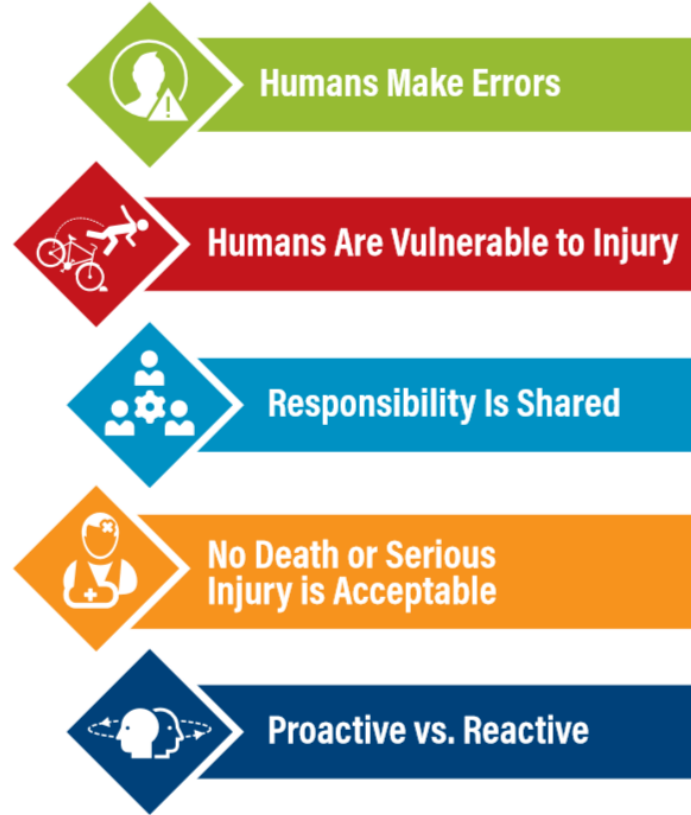 Humans Make Errors
Humans Are Vulnerable to Injury
Responsibility Is Shared
No Death or Serious
Injury is Acceptable
Proactive vs. Reactive